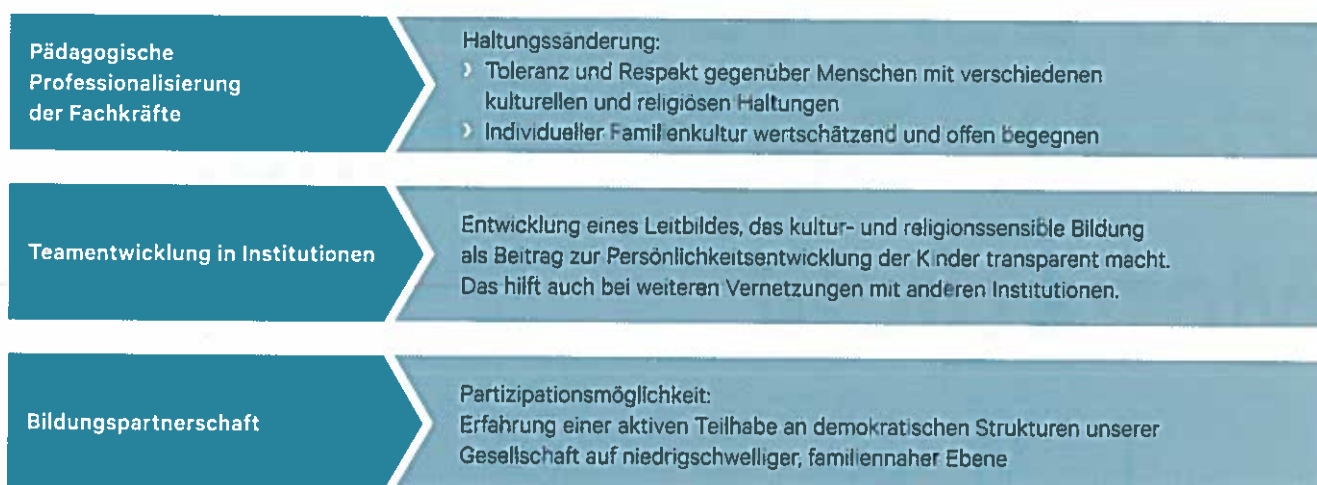 Pädagogische
Professionalisierung
der Fachkräfte
Haltungssänderung:
› Toleranz und Respekt gegenüber Menschen mit verschiedenen
kulturellen und religiösen Haltungen
› Individueller Familienkultur wertschätzend und offen begegnen
Teamentwicklung in Institutionen
Entwicklung eines Leitbildes, das kultur- und religionssensible Bildung
als Beitrag zur Persönlichkeitsentwicklung der Kinder transparent macht.
Das hilft auch bei weiteren Vernetzungen mit anderen Institutionen.
Bildungspartnerschaft
Partizipationsmöglichkeit:
Erfahrung einer aktiven Teilhabe an demokratischen Strukturen unserer
Gesellschaft auf niedrigschwelliger, familiennaher Ebene